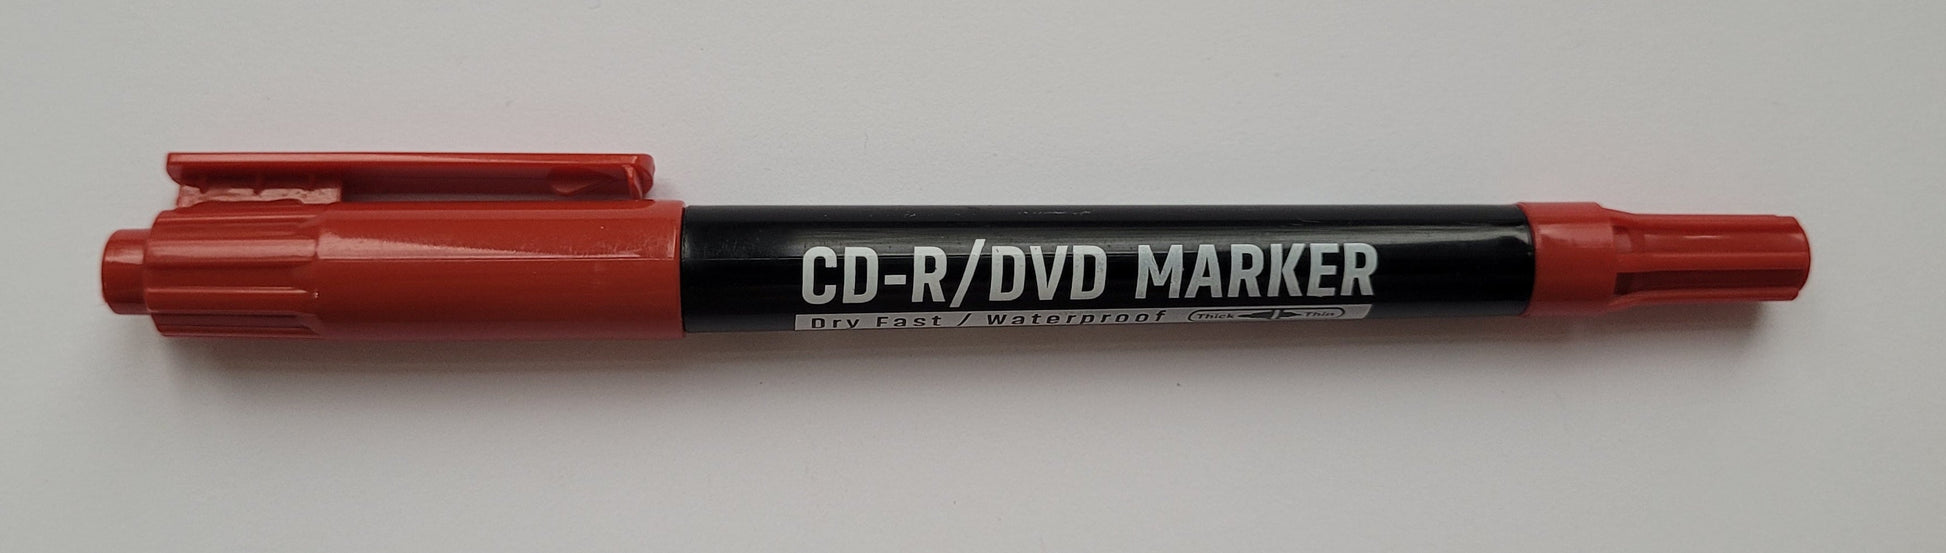 CD-R/DVD MARKER
Dry Fast / Waterproof Thick Thin